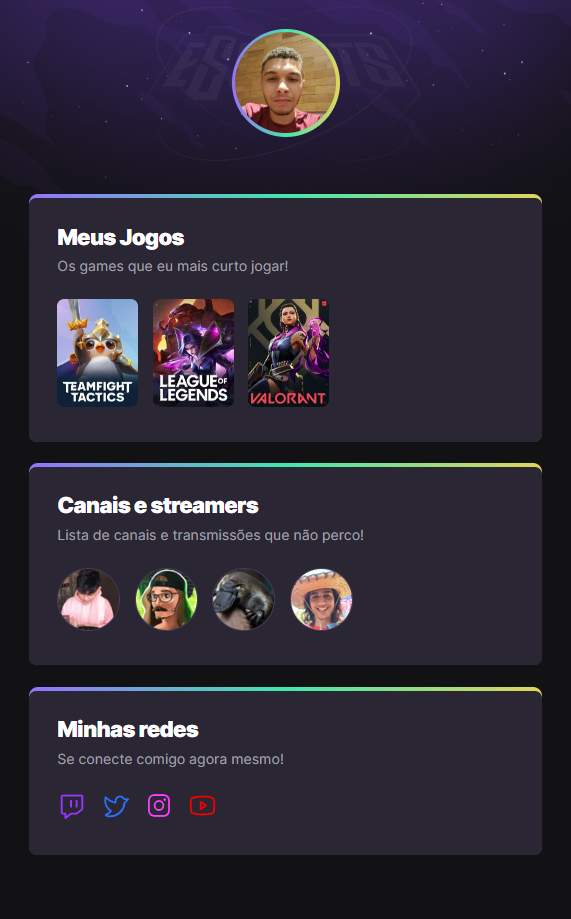 ESPORTS
Meus Jogos
Os games que eu mais curto jogar!
TEAMFIGHT
TACTICS
LEAGUE OF
LEGENDS
VALORANT
Canais e streamers
Lista de canais e transmissões que não perco!
Minhas redes
Se conecte comigo agora mesmo!